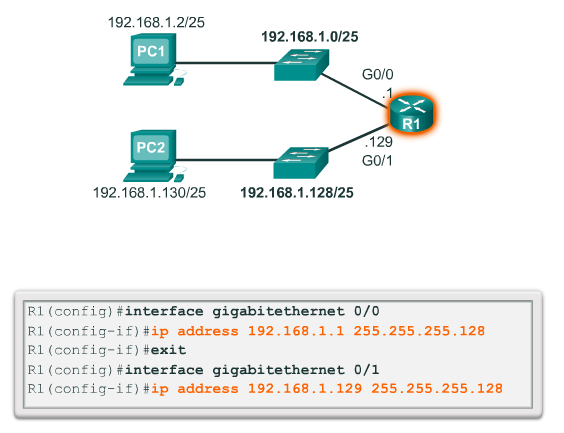 192.168.1.2/25
PC1
192.168.1.0/25
G0/0
.1
R1
.129
G0/1
PC2
192.168.1.130/25
192.168.1.128/25
R1(config)#interface gigabitethernet 0/0
R1(config-if)#ip address 192.168.1.1 255.255.255.128
R1(config-if)#exit
R1(config)#interface gigabitethernet 0/1
R1(config-if)#ip address 192.168.1.129 255.255.255.128